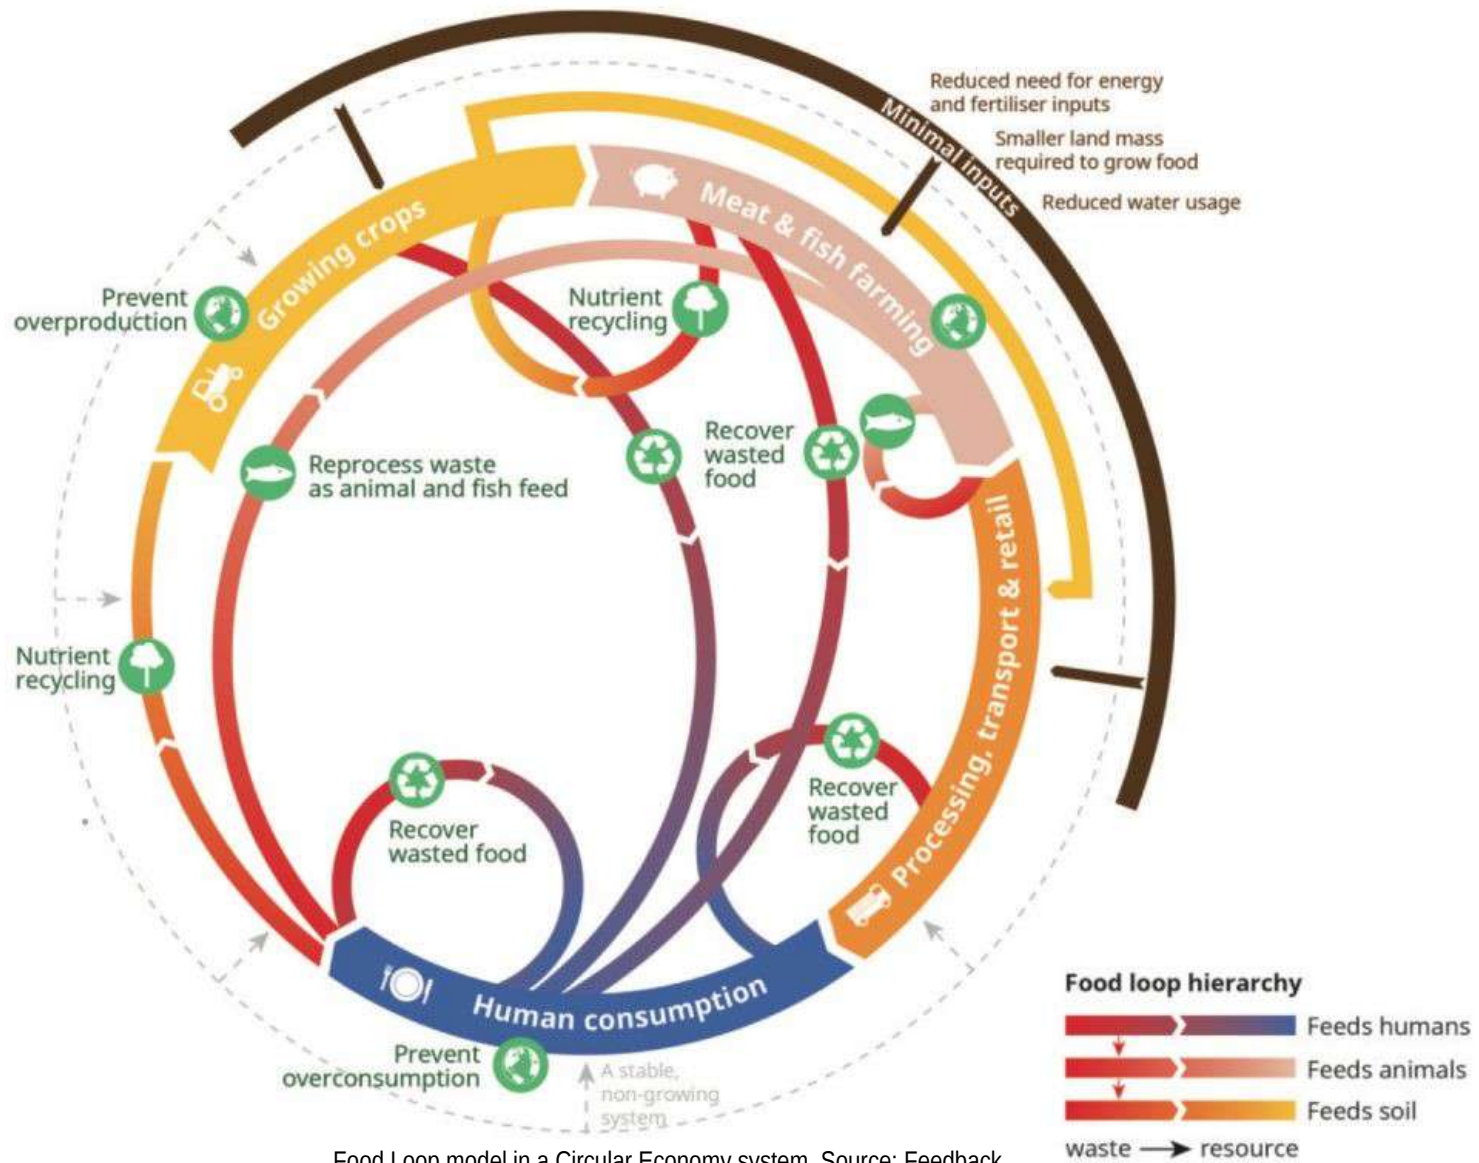 Reduced need for energy
and fertiliser inputs
Minimal inputs
Smaller land mass
required to grow food
Reduced water usage
Growing crops
Meat & fish farming
Prevent
overproduction
Nutrient
recycling
Recover
wasted
food
Reprocess waste
as animal and fish feed
Processing, transport & retail
Nutrient
recycling
Recover
wasted food
Recover
wasted
food
Human consumption
Prevent
overconsumption
A stable,
non-growing
system
Food loop hierarchy
Feeds humans
Feeds animals
Feeds soil
waste
resource
Food Loop model in a Circular Economy system. Source: Feedback